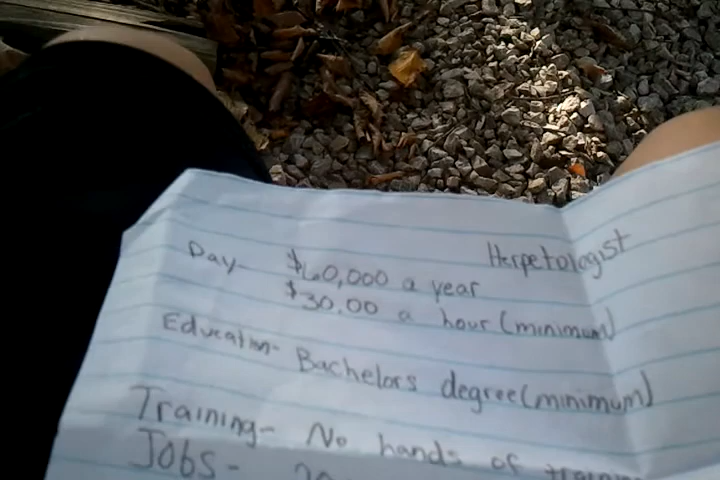 Herpetologist
Pay- $60,000 a year
$30.00 a hour (minimum)
Education- Bachelors degree (minimum)
Training- No hands of
Jobs-